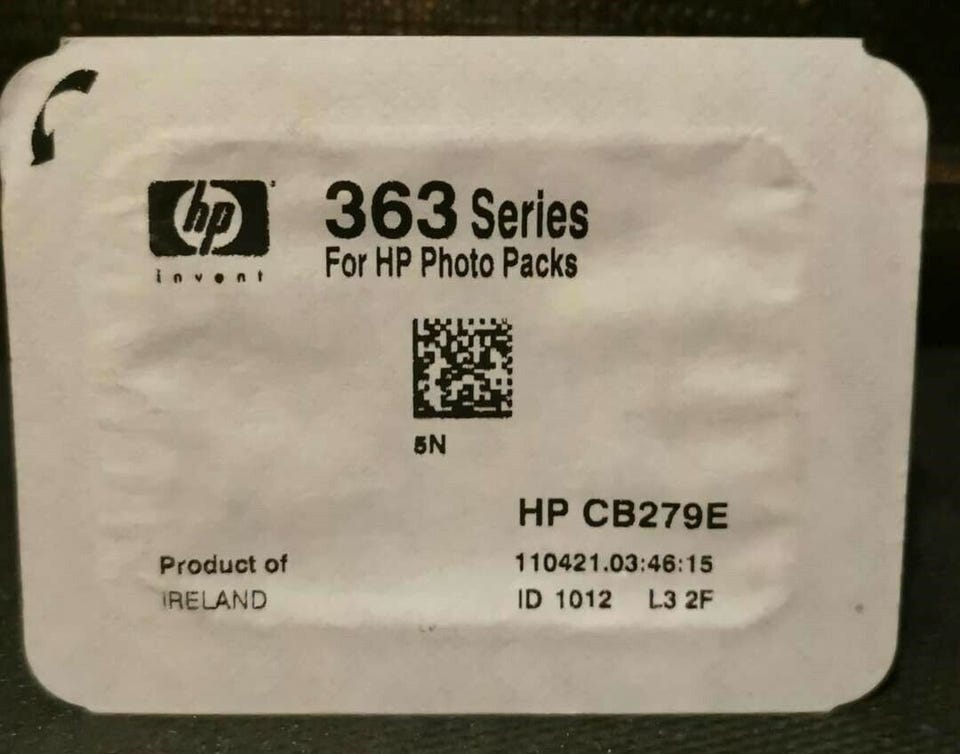 hp
invent
363 Series
For HP Photo Packs
5N
HP CB279E
Product of
IRELAND
110421.03:46:15
ID 1012 L3 2F